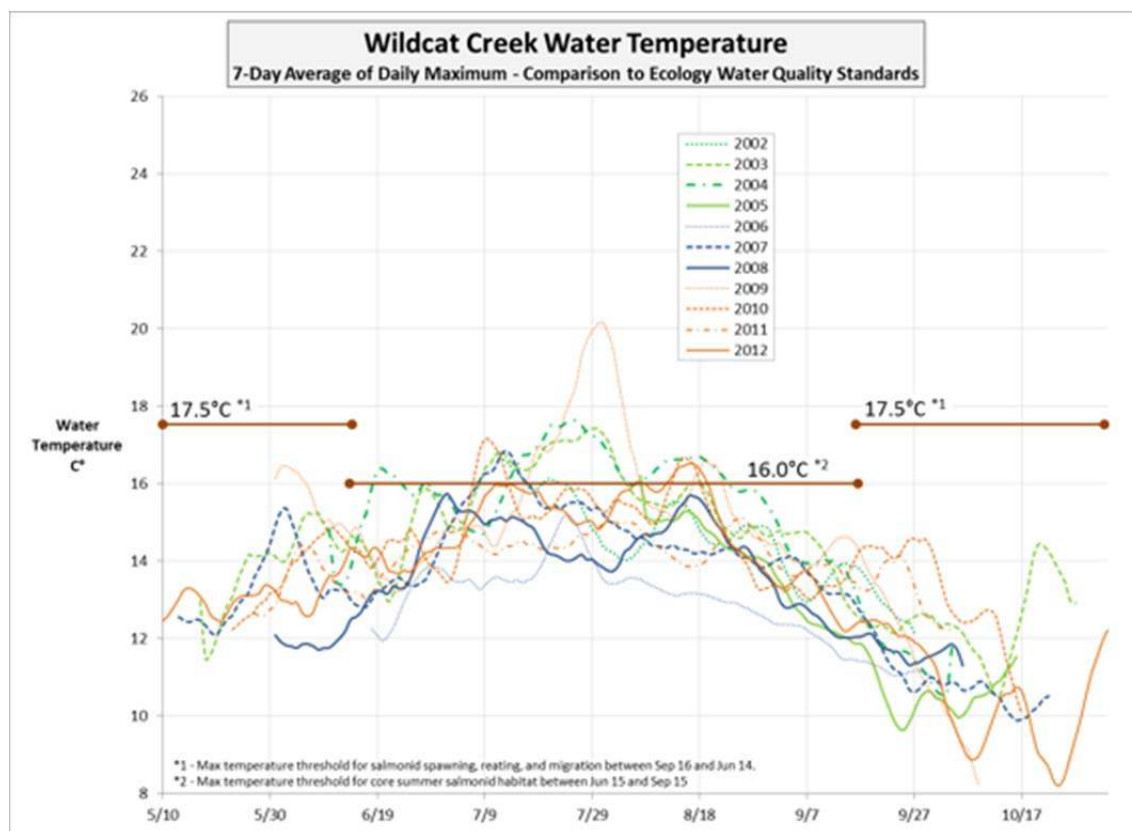 Wildcat Creek Water Temperature
7-Day Average of Daily Maximum - Comparison to Ecology Water Quality Standards
26
24
22
20
18
16
14
12
10
8
Water
Temperature
C°
2002
2003
2004
2005
2006
2007
2008
2009
2010
2011
2012
17.5°C *1
17.5°C *1
16.0°C *2
*1 - Max temperature threshold for salmonid spawning, reating, and migration between Sep 16 and Jun 14.
*2 - Max temperature threshold for core summer salmonid habitat between Jun 15 and Sep 15
5/10 5/30 6/19 7/9 7/29 8/18 9/7 9/27 10/17